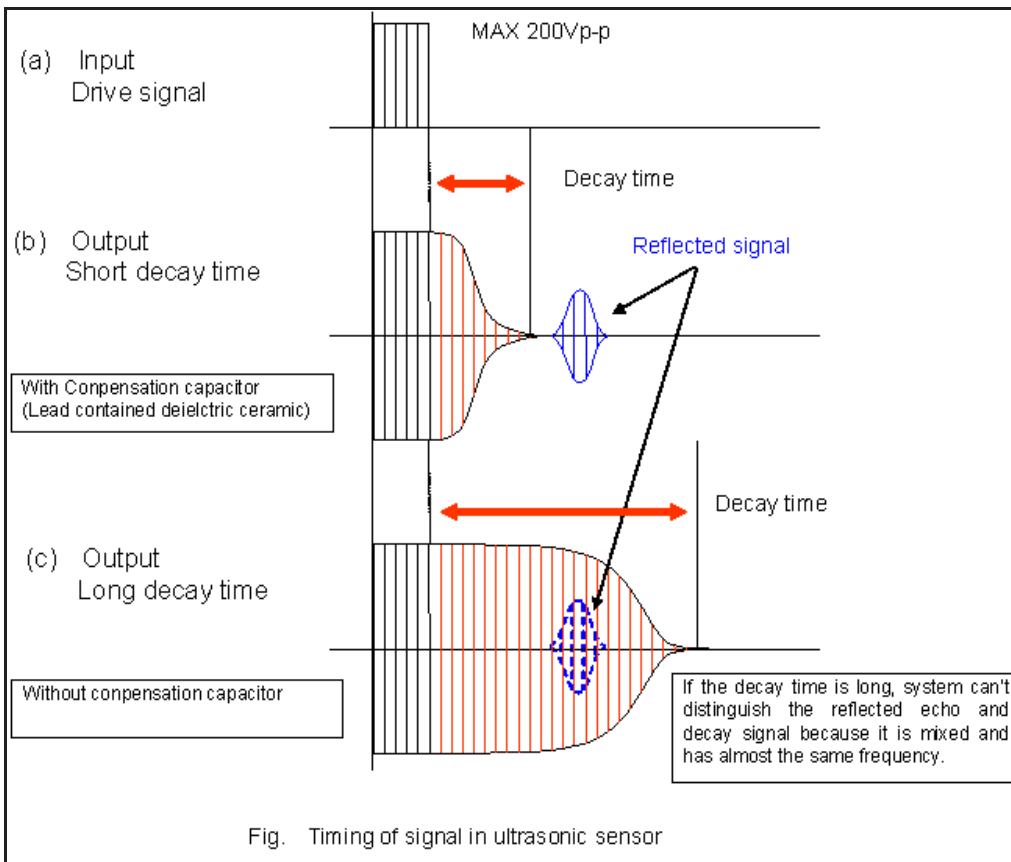 MAX 200Vp-p
(a) Input
Drive signal
Decay time
(b) Output
Short decay time
Reflected signal
With Conpensation capacitor
(Lead contained deielctric ceramic)
Decay time
(c) Output
Long decay time
Without conpensation capacitor
If the decay time is long, system can't
distinguish the reflected echo and
decay signal because it is mixed and
has almost the same frequency.
Fig. Timing of signal in ultrasonic sensor